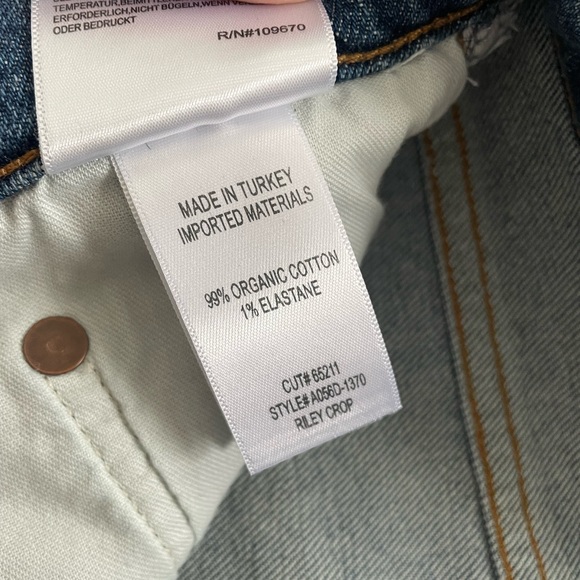 TEMPERATUR, BEIM
ERFORDERLICH, NICHT BÜGELN, WENN
ODER BEDRUCKT
R/N#109670
MADE IN TURKEY
IMPORTED MATERIALS
99% ORGANIC COTTON
1% ELASTANE
CUT# 65211
STYLE# A056D-1370
RILEY CROP